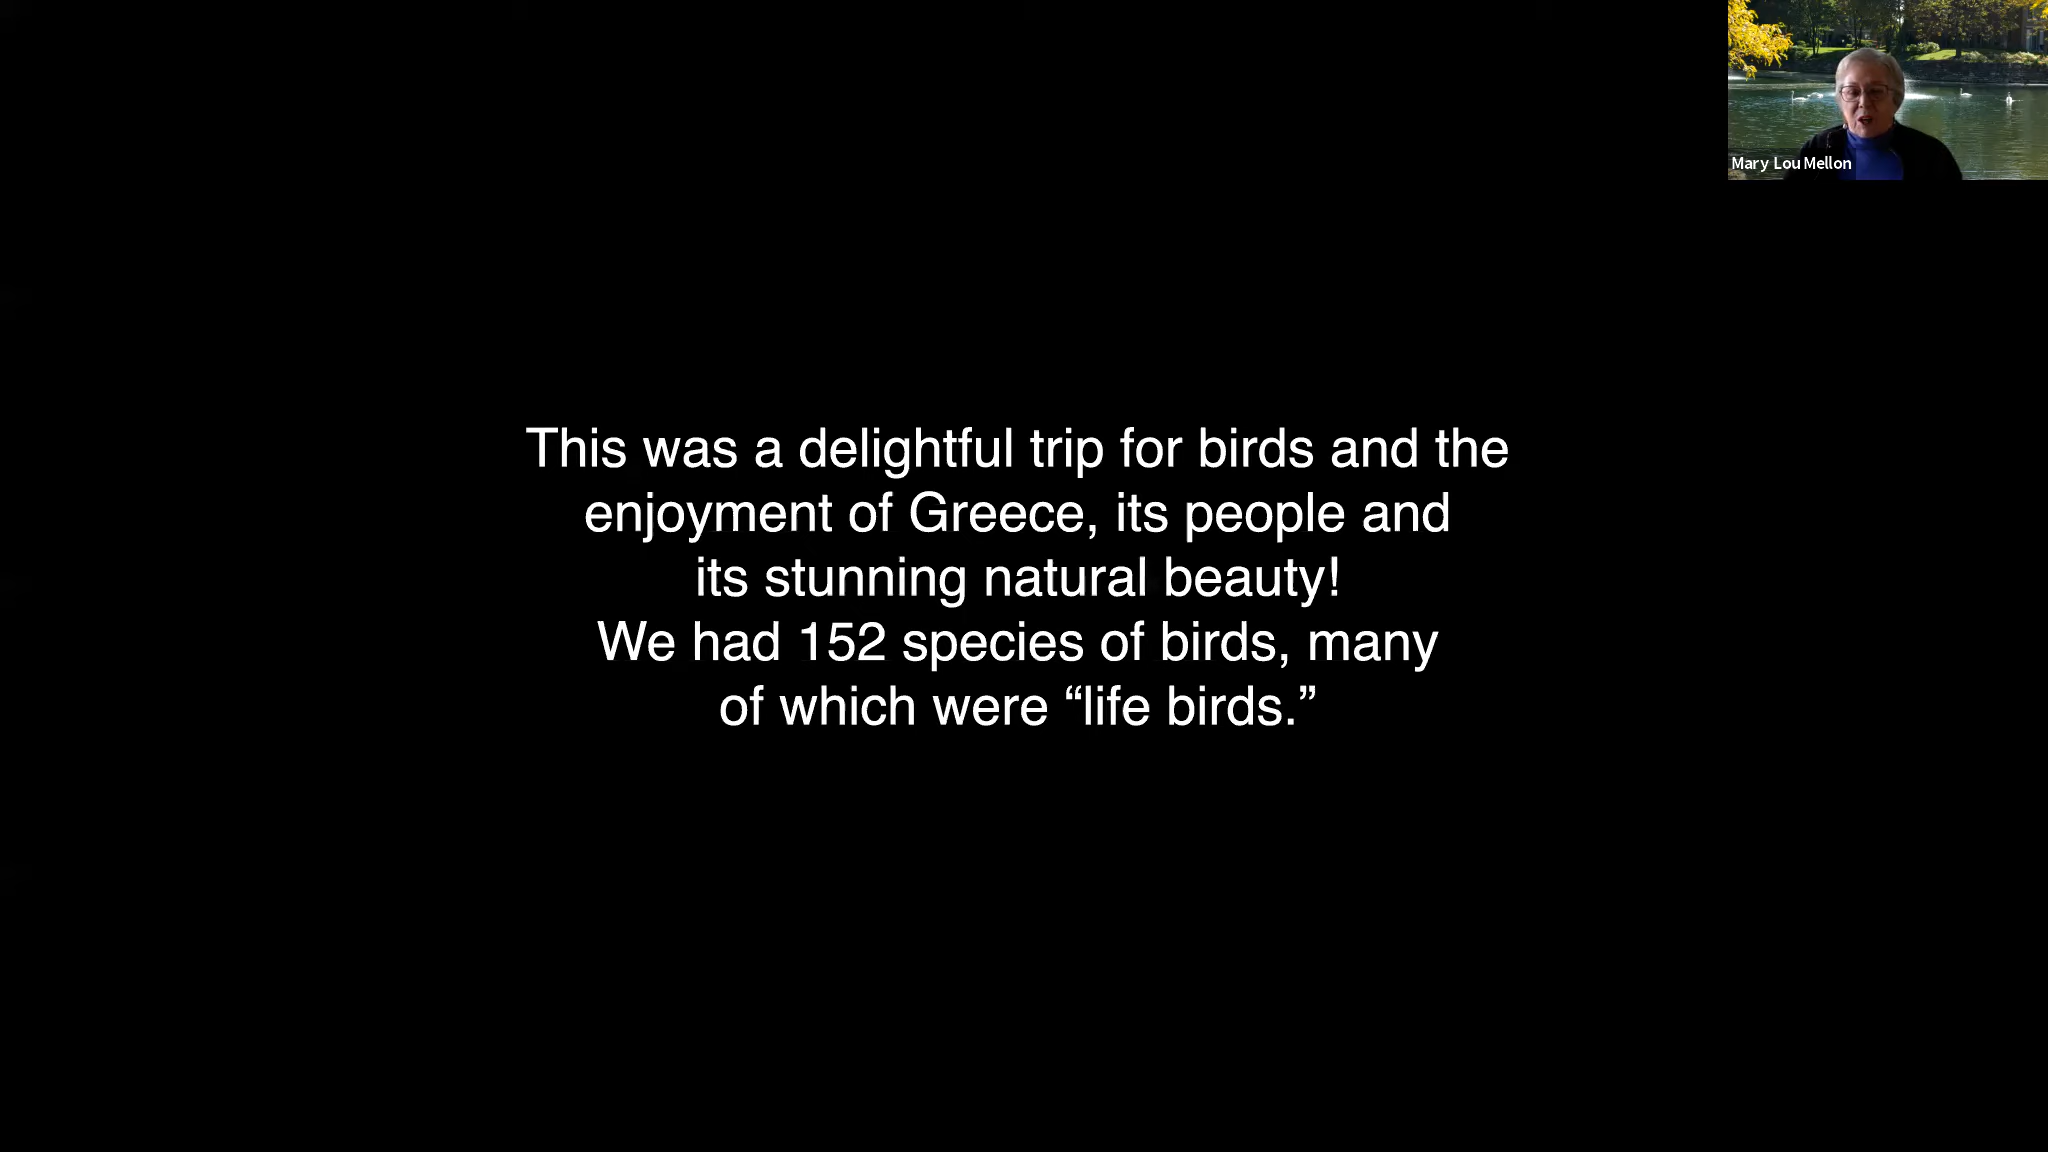 Mary Lou Mellon
This was a delightful trip for birds and the
enjoyment of Greece, its people and
its stunning natural beauty!
We had 152 species of birds, many
of which were “life birds.”